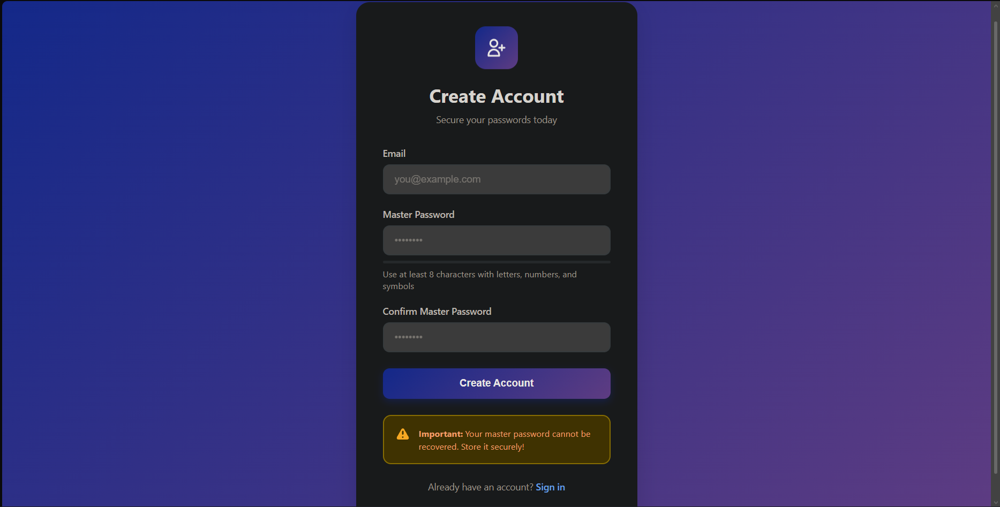 Create Account
Secure your passwords today
Email
you@example.com
Master Password
••••••••
Use at least 8 characters with letters, numbers, and
symbols
Confirm Master Password
••••••••
Create Account
Important: Your master password cannot be
recovered. Store it securely!
Already have an account? Sign in